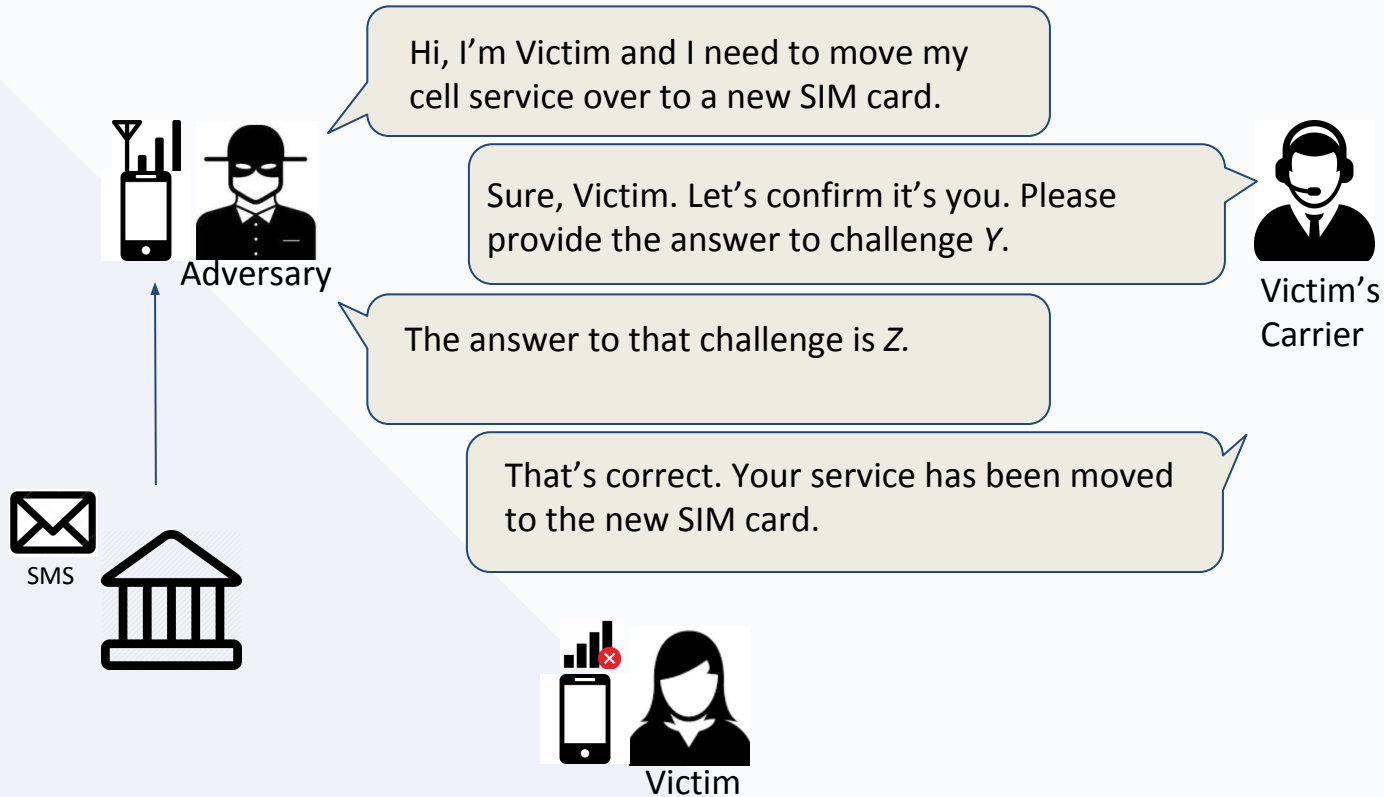 Hi, I’m Victim and I need to move my
cell service over to a new SIM card.
Sure, Victim. Let’s confirm it’s you. Please
provide the answer to challenge Y.
Adversary
Victim’s
Carrier
The answer to that challenge is Z.
That’s correct. Your service has been moved
to the new SIM card.
SMS
Victim